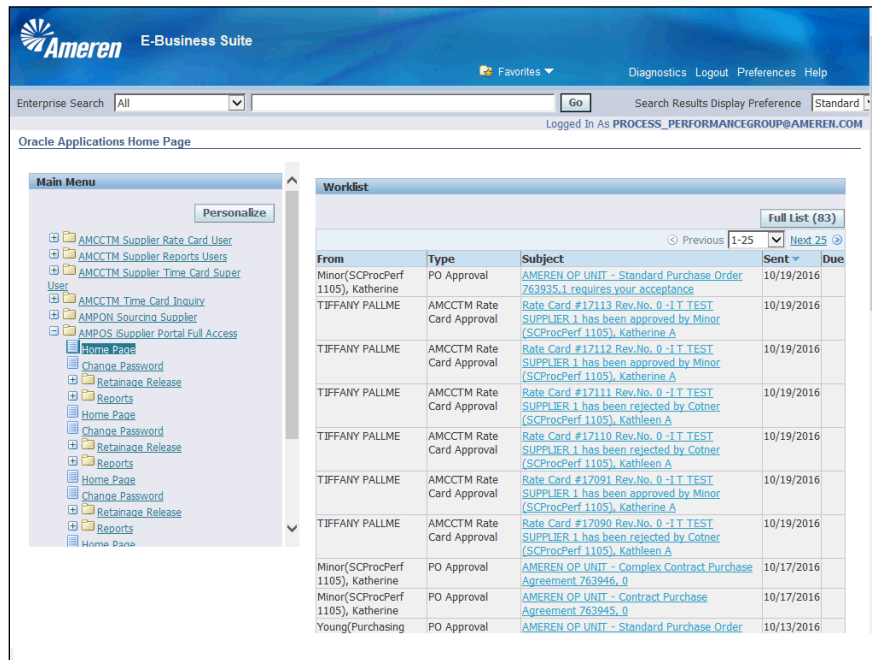 Ameren E-Business Suite
Favorites
Diagnostics Logout Preferences Help
Enterprise Search All Go Search Results Display Preference Standard
Logged In As PROCESS_PERFORMANCEGROUP@AMEREN.COM
Oracle Applications Home Page
Main Menu
Personalize
AMCCTM Supplier Rate Card User
AMCCTM Supplier Reports Users
AMCCTM Supplier Time Card Super
User
AMCCTM Time Card Inquiry
AMPON Sourcing Supplier
AMPOS iSupplier Portal Full Access
Home Page
Change Password
Retainage Release
Reports
Home Page
Change Password
Retainage Release
Reports
Home Page
Change Password
Retainage Release
Reports
Home Page
Worklist
Full List (83)
Previous 1-25 Next 25
From Type Subject Sent Due
Minor(SCProcPerf PO Approval AMEREN OP UNIT - Standard Purchase Order 10/19/2016
1105), Katherine 763935,1 requires your acceptance
TIFFANY PALLME AMCCTM Rate Rate Card #17113 Rev.No. 0 -I T TEST 10/19/2016
Card Approval SUPPLIER 1 has been approved by Minor
(SCProcPerf 1105), Katherine A
TIFFANY PALLME AMCCTM Rate Rate Card #17112 Rev.No. 0 -I T TEST 10/19/2016
Card Approval SUPPLIER 1 has been approved by Minor
(SCProcPerf 1105), Katherine A
TIFFANY PALLME AMCCTM Rate Rate Card #17111 Rev.No. 0 -I T TEST 10/19/2016
Card Approval SUPPLIER 1 has been rejected by Cotner
(SCProcPerf 1105), Kathleen A
TIFFANY PALLME AMCCTM Rate Rate Card #17110 Rev.No. 0 -I T TEST 10/19/2016
Card Approval SUPPLIER 1 has been rejected by Cotner
(SCProcPerf 1105), Kathleen A
TIFFANY PALLME AMCCTM Rate Rate Card #17091 Rev.No. 0 -I T TEST 10/19/2016
Card Approval SUPPLIER 1 has been approved by Minor
(SCProcPerf 1105), Katherine A
TIFFANY PALLME AMCCTM Rate Rate Card #17090 Rev.No. 0 -I T TEST 10/19/2016
Card Approval SUPPLIER 1 has been rejected by Cotner
(SCProcPerf 1105), Kathleen A
Minor(SCProcPerf PO Approval AMEREN OP UNIT - Complex Contract Purchase 10/17/2016
1105), Katherine Agreement 763946, 0
Minor(SCProcPerf PO Approval AMEREN OP UNIT - Contract Purchase 10/17/2016
1105), Katherine Agreement 763945, 0
Young(Purchasing PO Approval AMEREN OP UNIT - Standard Purchase Order 10/13/2016